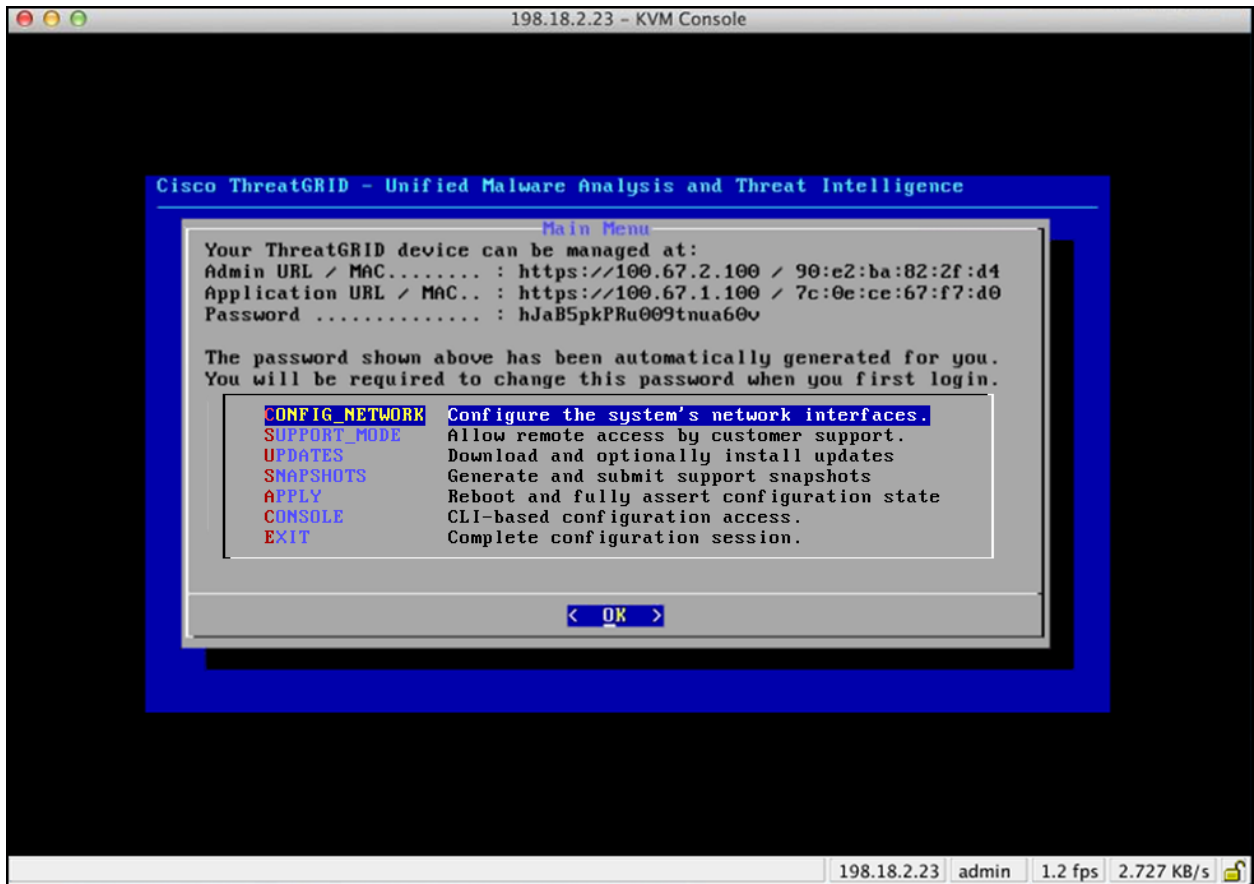 198.18.2.23 – KVM Console
Cisco ThreatGRID - Unified Malware Analysis and Threat Intelligence
Main Menu
Your ThreatGRID device can be managed at:
Admin URL / MAC........ : https://100.67.2.100 / 90:e2:ba:82:2f:d4
Application URL / MAC.. : https://100.67.1.100 / 7c:0e:ce:67:f7:d0
Password .............. : hJaB5pkPRu009tnua60v
The password shown above has been automatically generated for you.
You will be required to change this password when you first login.
CONFIG_NETWORK Configure the system's network interfaces.
SUPPORT_MODE Allow remote access by customer support.
UPDATES Download and optionally install updates
SNAPSHOTS Generate and submit support snapshots
APPLY Reboot and fully assert configuration state
CONSOLE CLI-based configuration access.
EXIT Complete configuration session.
< OK >
198.18.2.23 admin 1.2 fps 2.727 KB/s